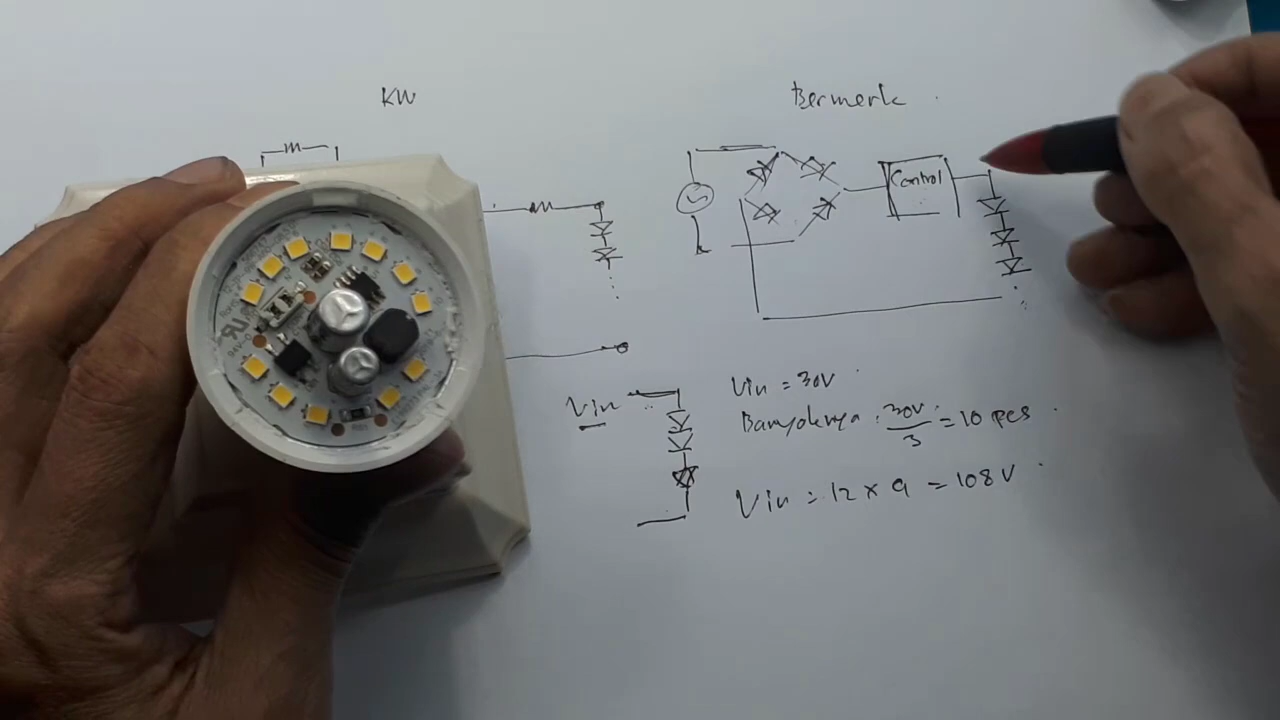 KW
Bermerk
Control
Vin
Vin = 30V
Banyaknya : 30V/3 = 10 pcs
Vin = 12 x 9 = 108 V